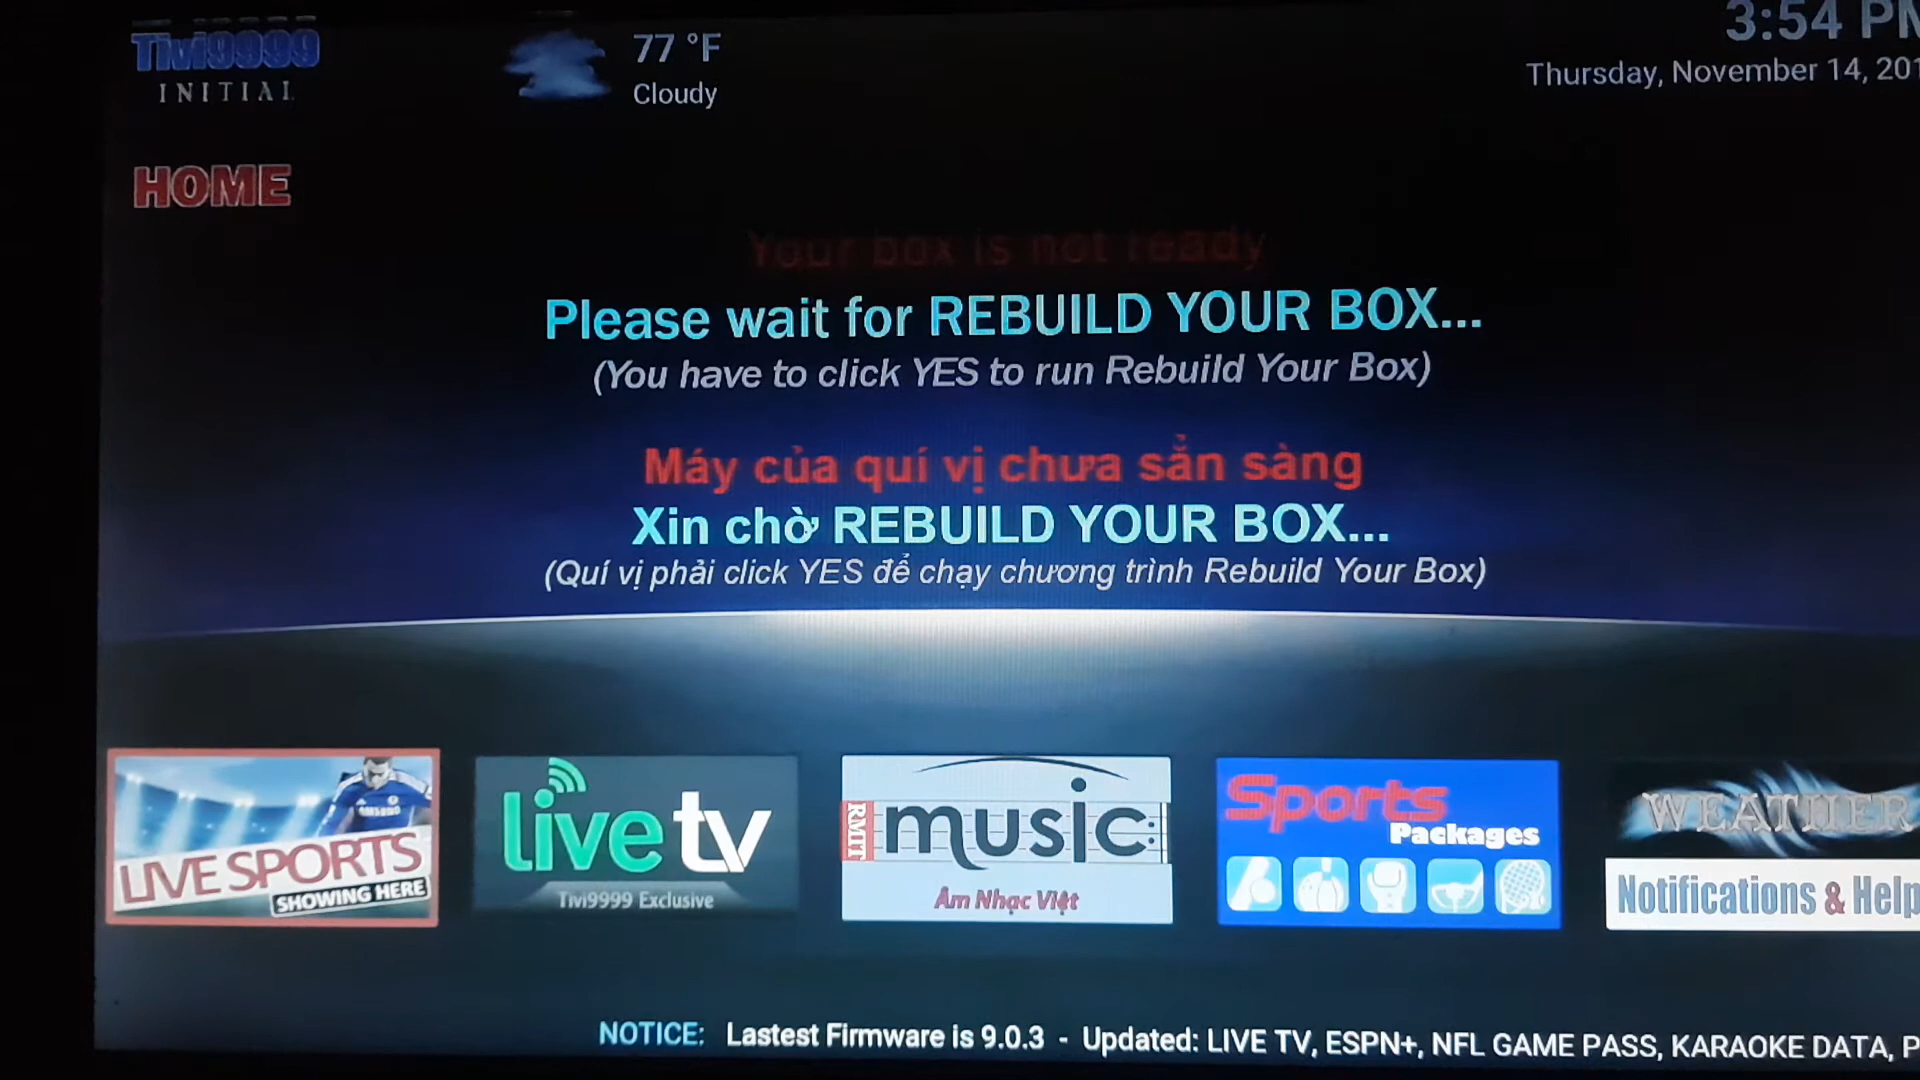 Tivi9999
INITIAL
77 °F
Cloudy
3:54 PM
Thursday, November 14, 201
HOME
Your box is not ready
Please wait for REBUILD YOUR BOX...
(You have to click YES to run Rebuild Your Box)
Máy của quí vị chưa sẵn sàng
Xin chờ REBUILD YOUR BOX...
(Quí vị phải click YES để chạy chương trình Rebuild Your Box)
LIVE SPORTS
SHOWING HERE
live tv
Tivi9999 Exclusive
RMIT
music
Âm Nhạc Việt
Sports
Packages
WEATHER
Notifications & Help
NOTICE: Lastest Firmware is 9.0.3 - Updated: LIVE TV, ESPN+, NFL GAME PASS, KARAOKE DATA, P